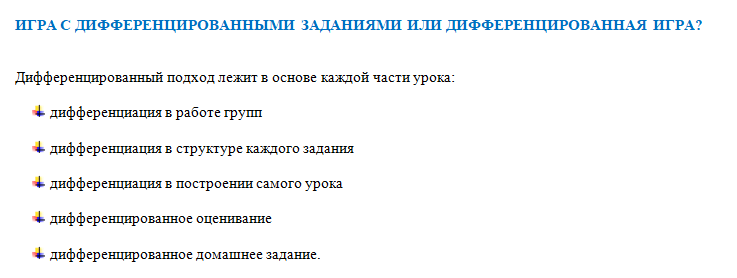 ИГРА С ДИФФЕРЕНЦИРОВАННЫМИ ЗАДАНИЯМИ ИЛИ ДИФФЕРЕНЦИРОВАННАЯ ИГРА?
Дифференцированный подход лежит в основе каждой части урока:
дифференциация в работе групп
дифференциация в структуре каждого задания
дифференциация в построении самого урока
дифференцированное оценивание
дифференцированное домашнее задание.